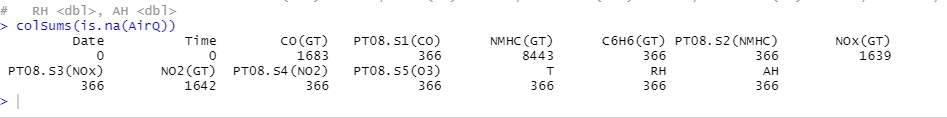 #   RH <dbl>, AH <dbl>
> colSums(is.na(AirQ))
         Date          Time        CO(GT)   PT08.S1(CO)      NMHC(GT)      C6H6(GT) PT08.S2(NMHC)       NOx(GT)
            0             0          1683           366          8443           366           366          1639
 PT08.S3(NOx)       NO2(GT)  PT08.S4(NO2)   PT08.S5(O3)             T            RH            AH
          366          1642           366           366           366           366           366
>